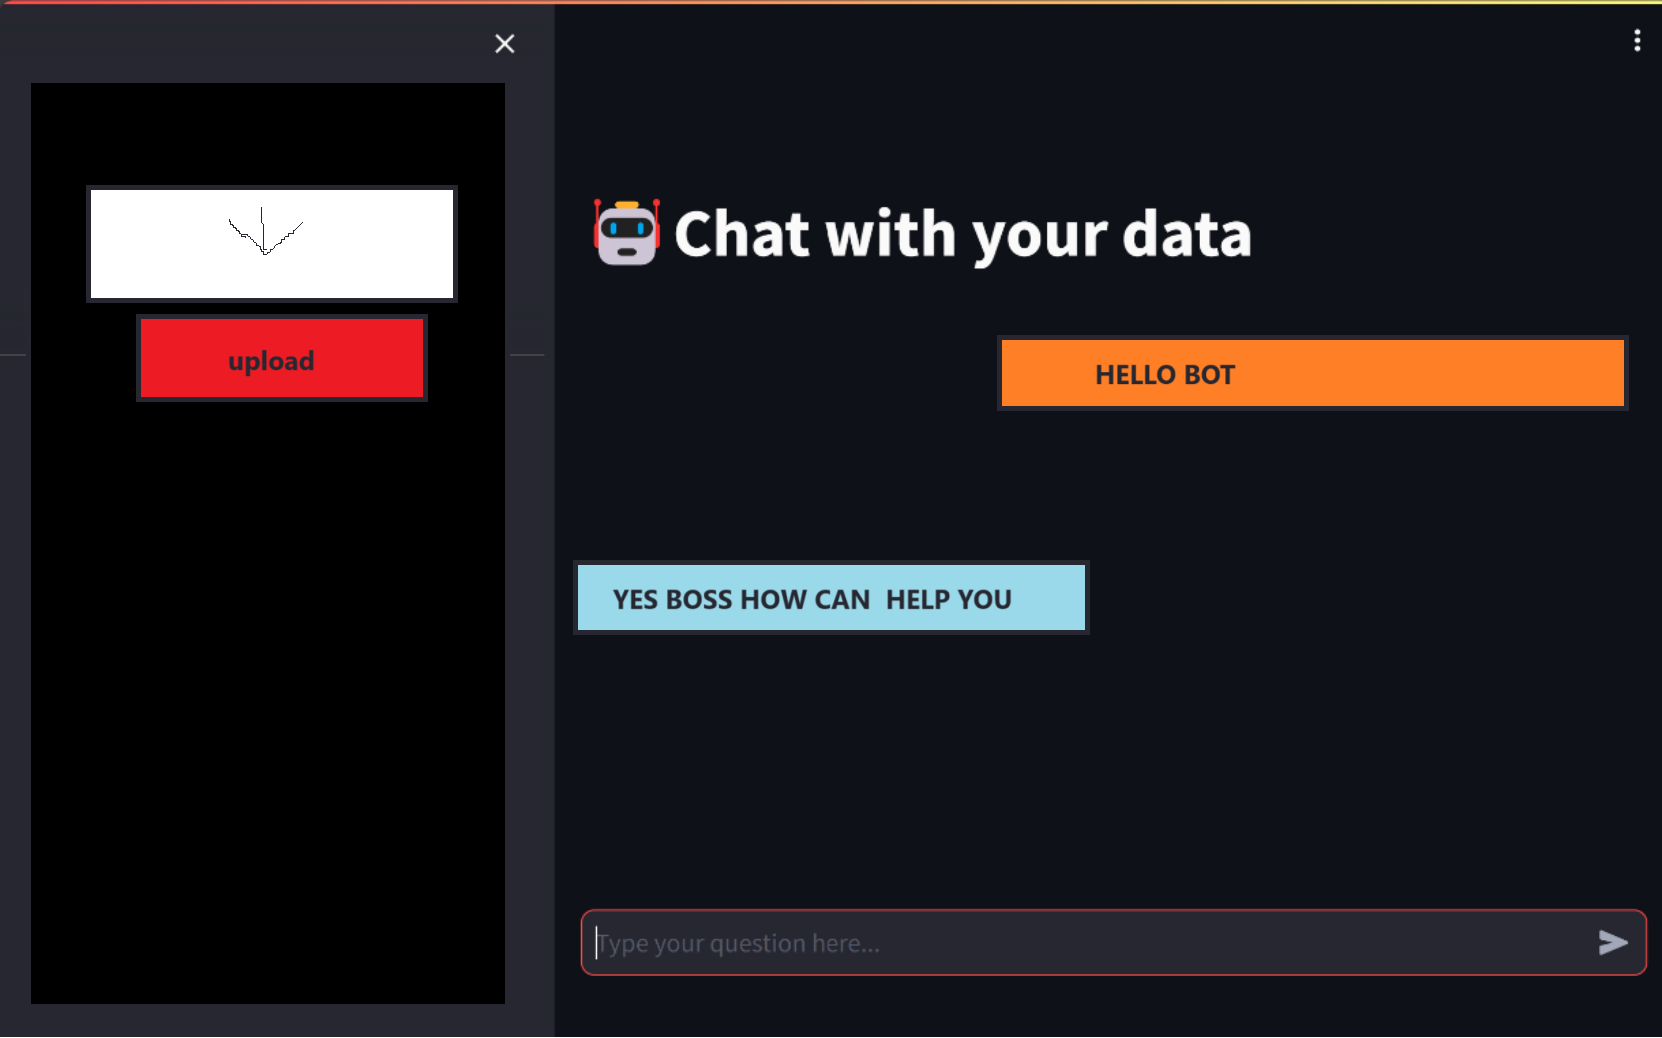 upload
Chat with your data
HELLO BOT
YES BOSS HOW CAN  HELP YOU
Type your question here...